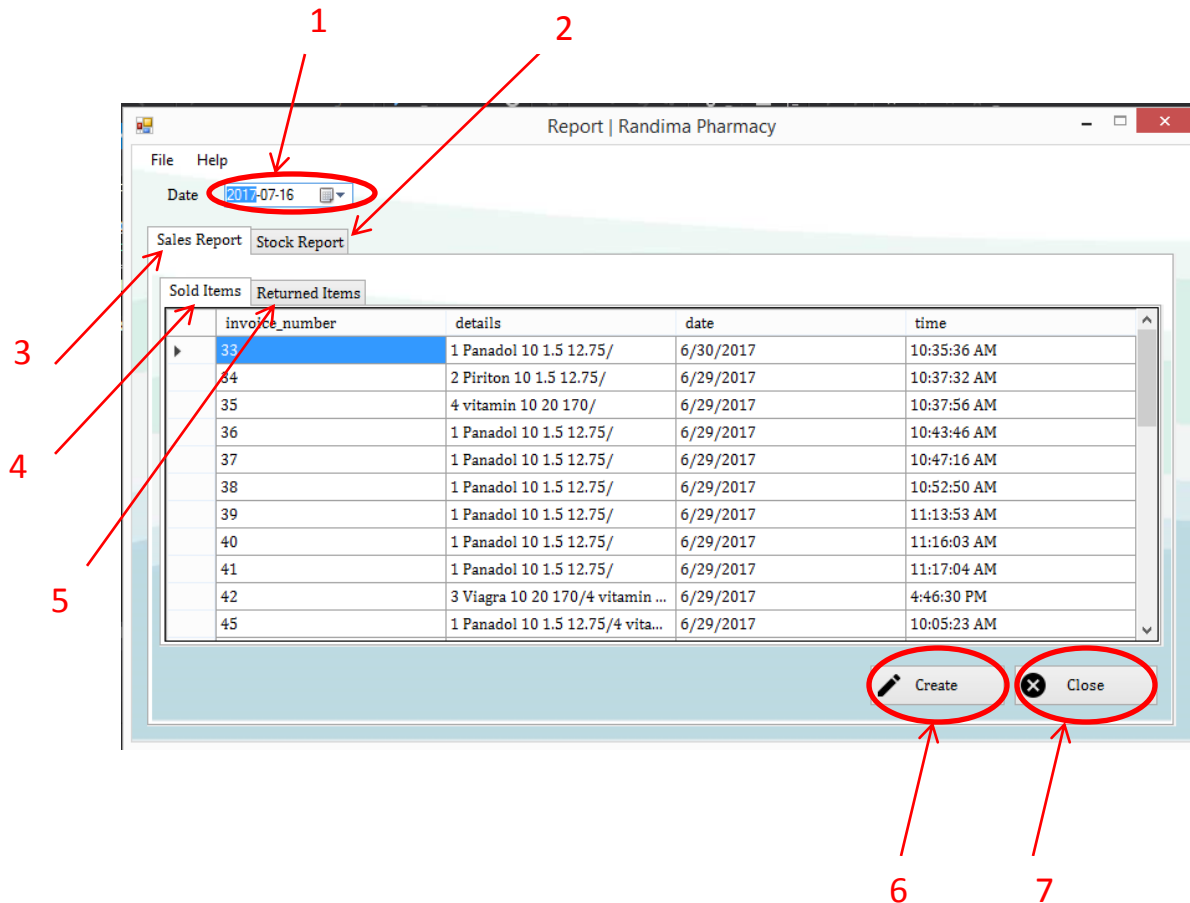 1
2
Report | Randima Pharmacy
File Help
Date 2017-07-16
Sales Report Stock Report
Sold Items Returned Items
invoice_number details date time
33 1 Panadol 10 1.5 12.75/ 6/30/2017 10:35:36 AM
34 2 Piriton 10 1.5 12.75/ 6/29/2017 10:37:32 AM
35 4 vitamin 10 20 170/ 6/29/2017 10:37:56 AM
36 1 Panadol 10 1.5 12.75/ 6/29/2017 10:43:46 AM
37 1 Panadol 10 1.5 12.75/ 6/29/2017 10:47:16 AM
38 1 Panadol 10 1.5 12.75/ 6/29/2017 10:52:50 AM
39 1 Panadol 10 1.5 12.75/ 6/29/2017 11:13:53 AM
40 1 Panadol 10 1.5 12.75/ 6/29/2017 11:16:03 AM
41 1 Panadol 10 1.5 12.75/ 6/29/2017 11:17:04 AM
42 3 Viagra 10 20 170/4 vitamin ... 6/29/2017 4:46:30 PM
45 1 Panadol 10 1.5 12.75/4 vita... 6/29/2017 10:05:23 AM
3
4
5
Create Close
6
7